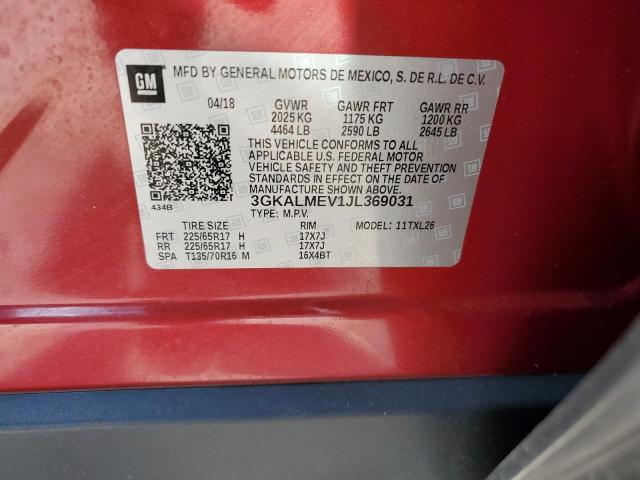 GM
MFD BY GENERAL MOTORS DE MEXICO, S. DE R.L. DE C.V.
04/18 GVWR GAWR FRT GAWR RR
2025 KG 1175 KG 1200 KG
4464 LB 2590 LB 2645 LB
THIS VEHICLE CONFORMS TO ALL
APPLICABLE U.S. FEDERAL MOTOR
VEHICLE SAFETY AND THEFT PREVENTION
STANDARDS IN EFFECT ON THE DATE OF
MANUFACTURE SHOWN ABOVE.
434B 3GKALMEV1JL369031
TYPE: M.P.V. MODEL: 11TXL26
TIRE SIZE RIM
FRT 225/65R17 H 17X7J
RR 225/65R17 H 17X7J
SPA T135/70R16 M 16X4BT